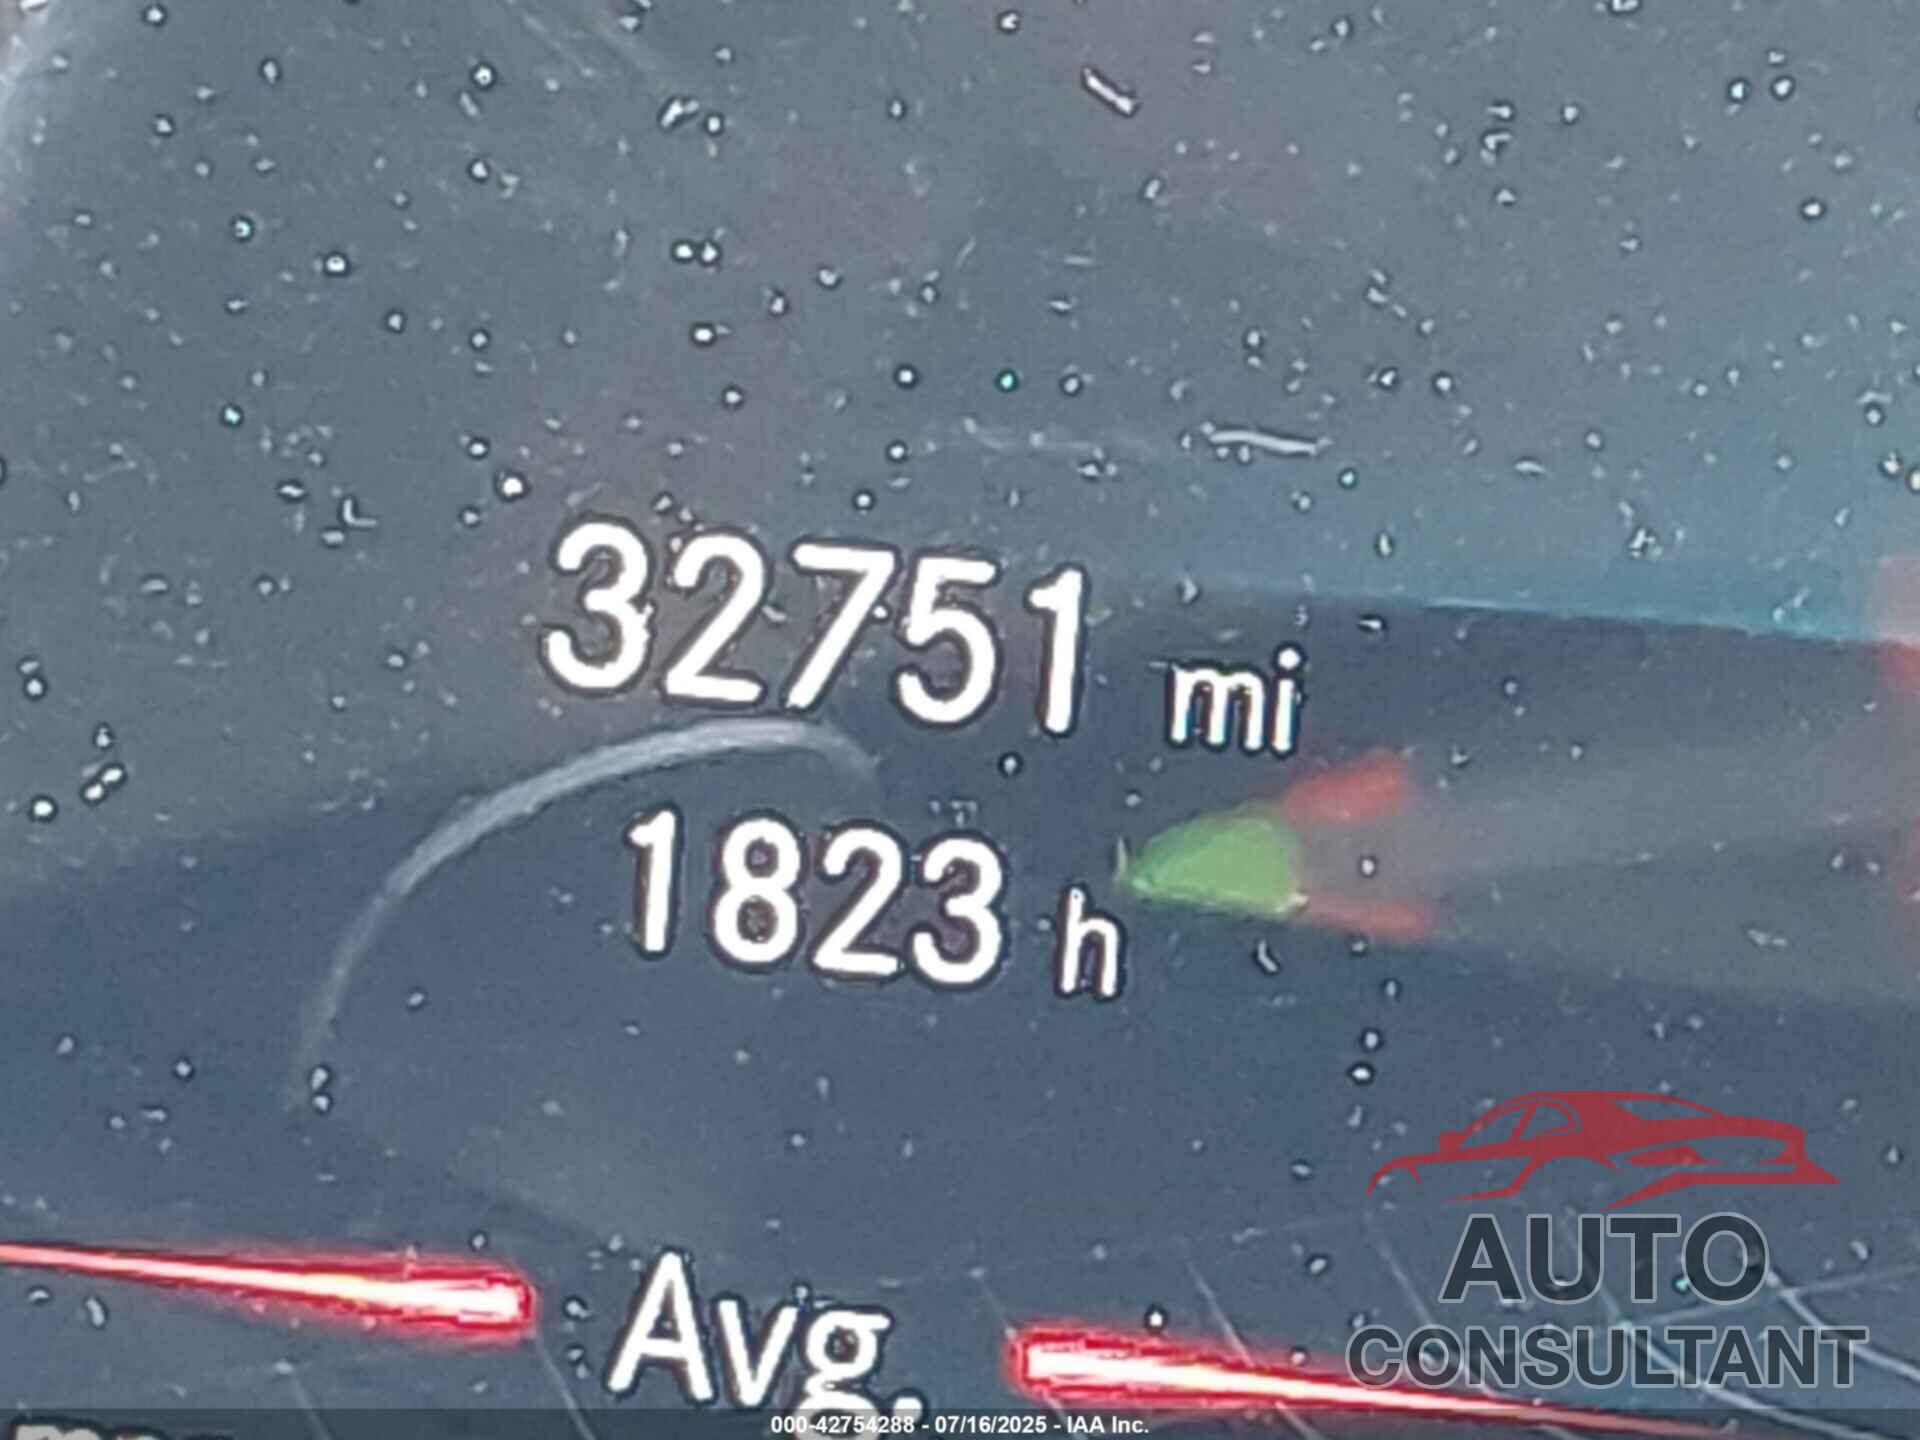 32751 mi
1823 h
Avg.
AUTO
CONSULTANT
000-42754288 - 07/16/2025 - IAA Inc.